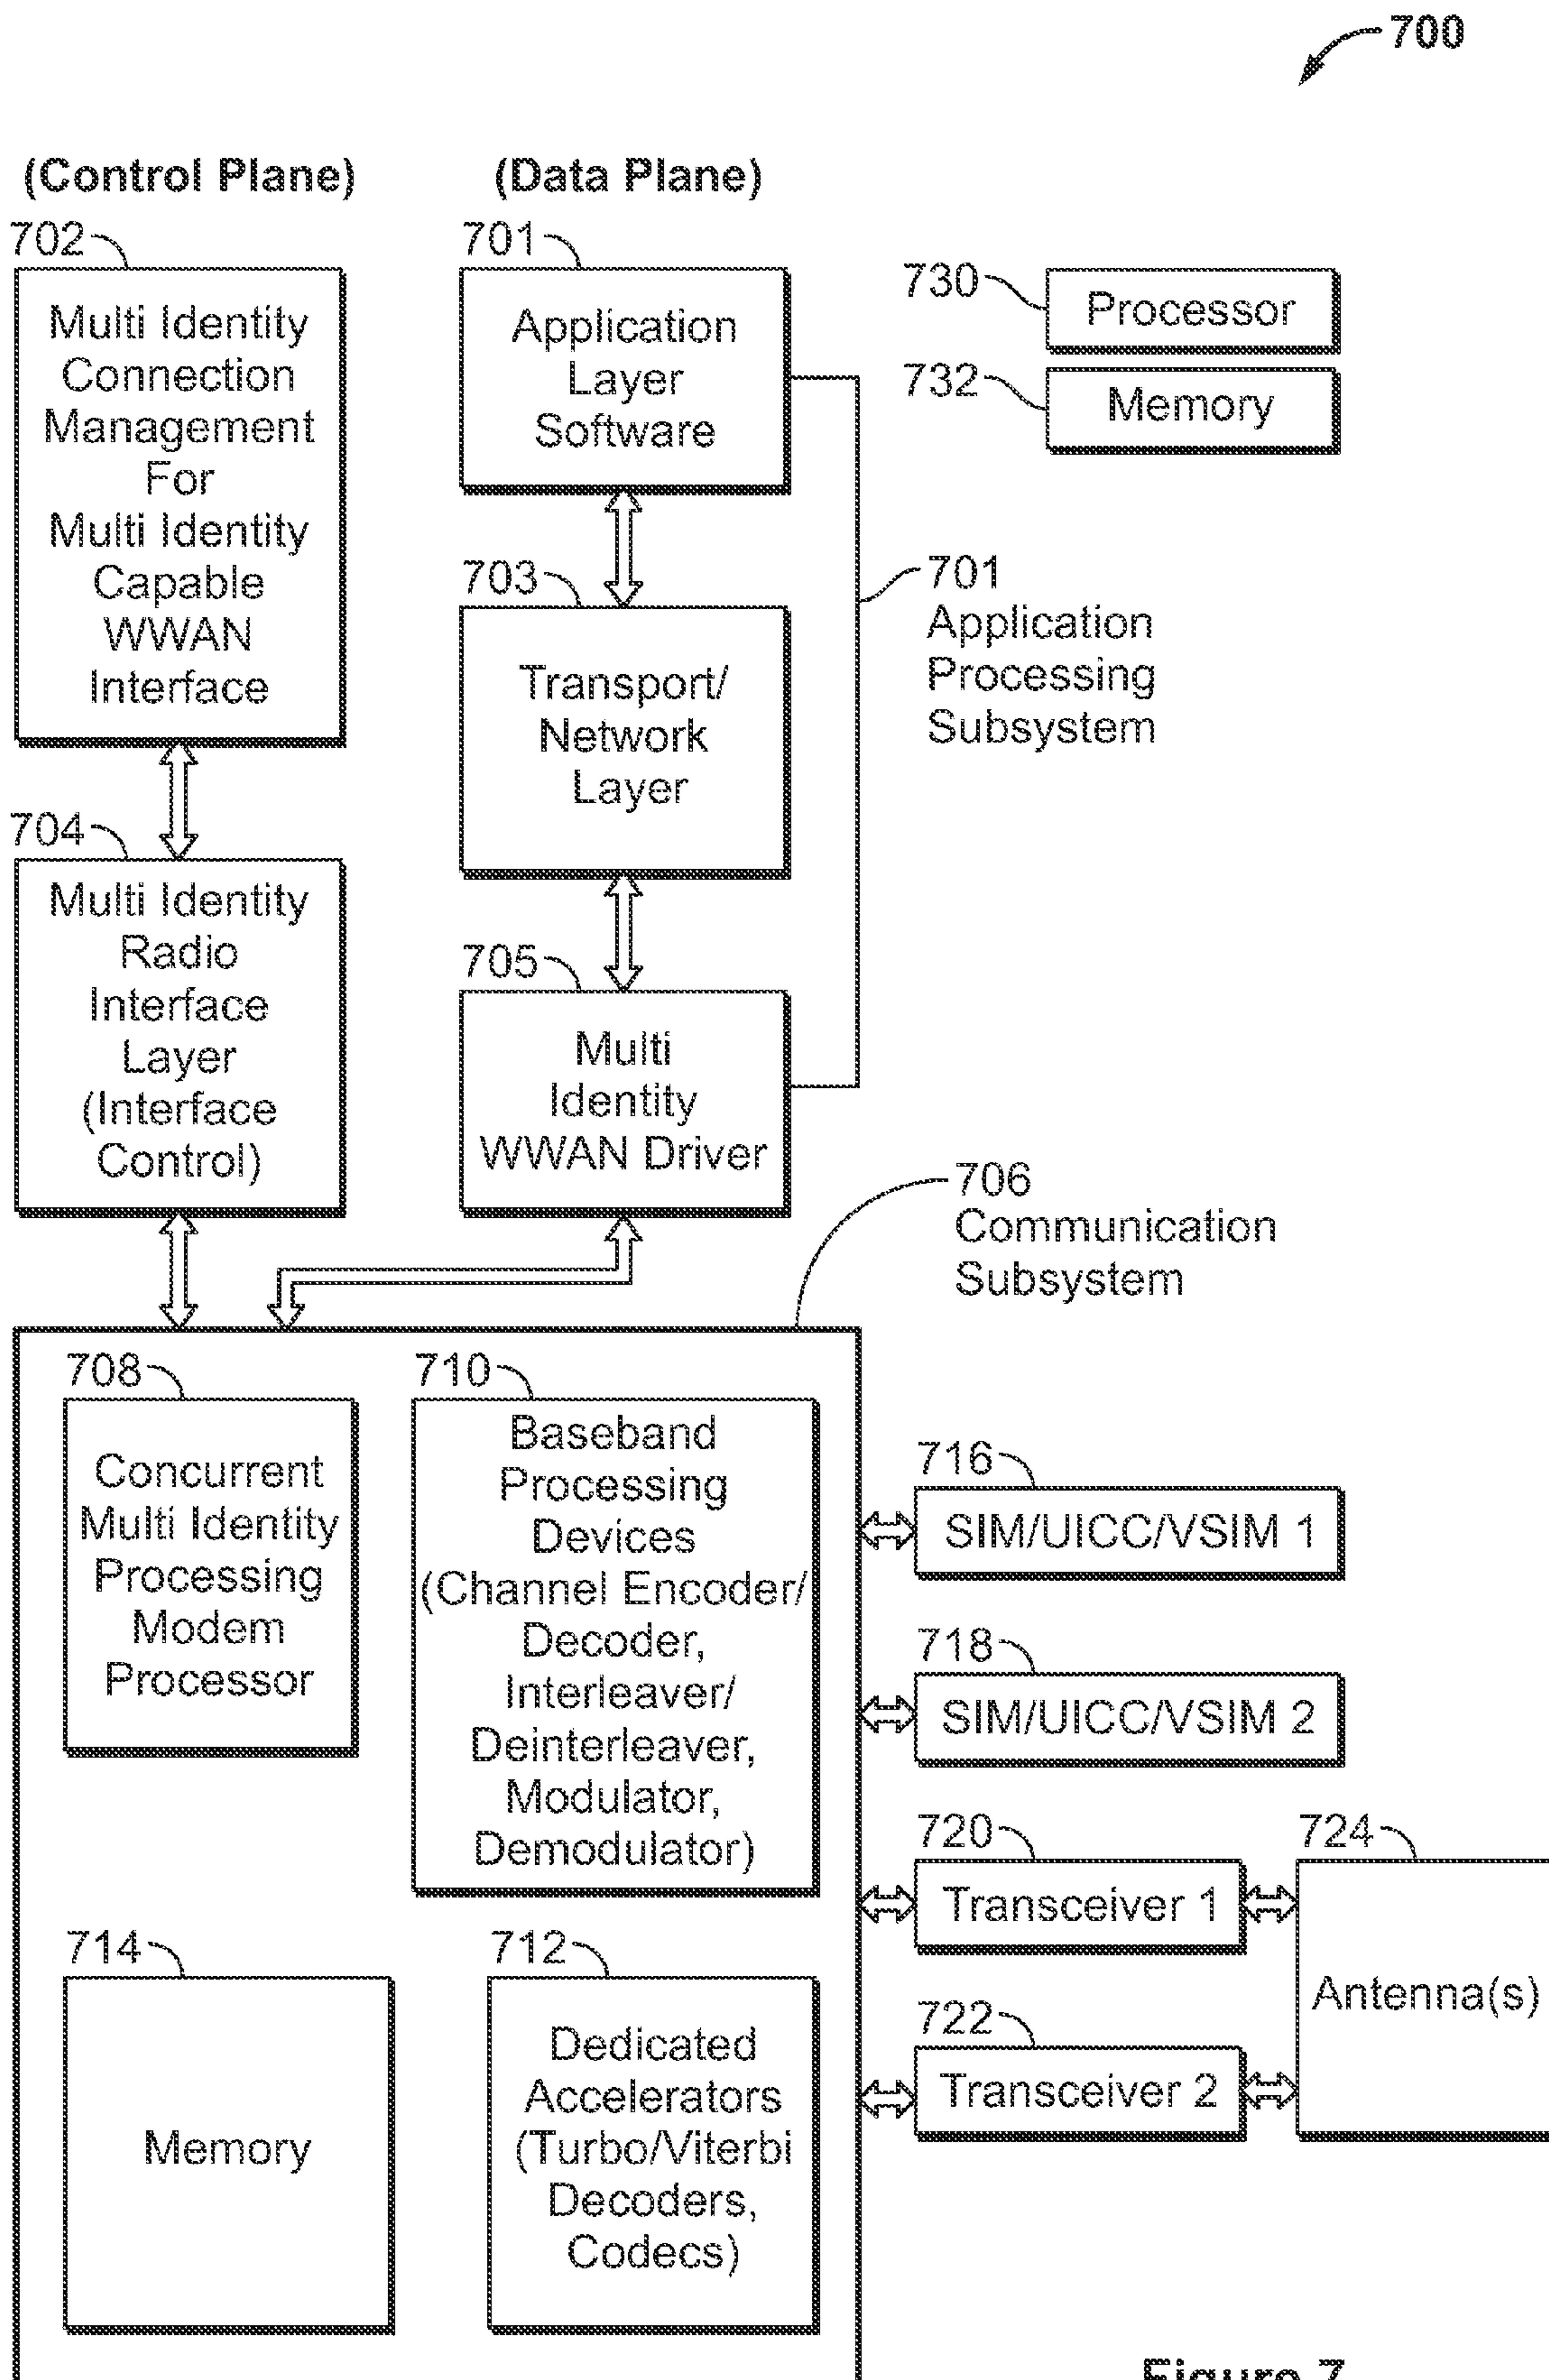 700
(Control Plane)
(Data Plane)
702
Multi Identity
Connection
Management
For
Multi Identity
Capable
WWAN
Interface
701
Application
Layer
Software
730
Processor
732
Memory
703
Transport/
Network
Layer
701
Application
Processing
Subsystem
704
Multi Identity
Radio
Interface
Layer
(Interface
Control)
705
Multi
Identity
WWAN Driver
706
Communication
Subsystem
708
Concurrent
Multi Identity
Processing
Modem
Processor
710
Baseband
Processing
Devices
(Channel Encoder/
Decoder,
Interleaver/
Deinterleaver,
Modulator,
Demodulator)
716
SIM/UICC/VSIM 1
718
SIM/UICC/VSIM 2
720
Transceiver 1
724
Antenna(s)
722
Transceiver 2
714
Memory
712
Dedicated
Accelerators
(Turbo/Viterbi
Decoders,
Codecs)
Figure 7